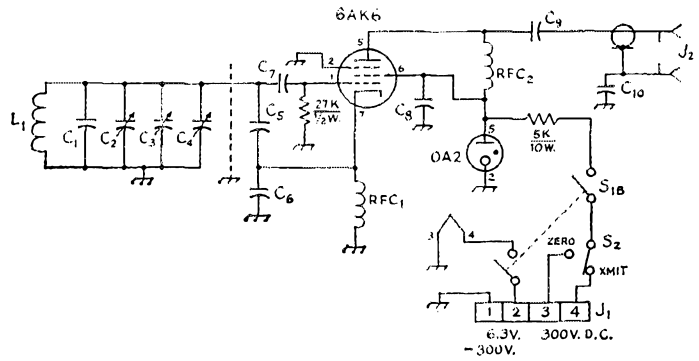 6AK6
C9
5
J2
2
1
6
7
C7
RFC2
C10
27K
½W.
C8
L1
C1
C2
C3
C4
C5
5
5K
10W.
OA2
2
C6
RFC1
S1B
3
4
ZERO
S2
XMIT
1
2
3
4
J1
6.3V.
300V. D.C.
-300V.